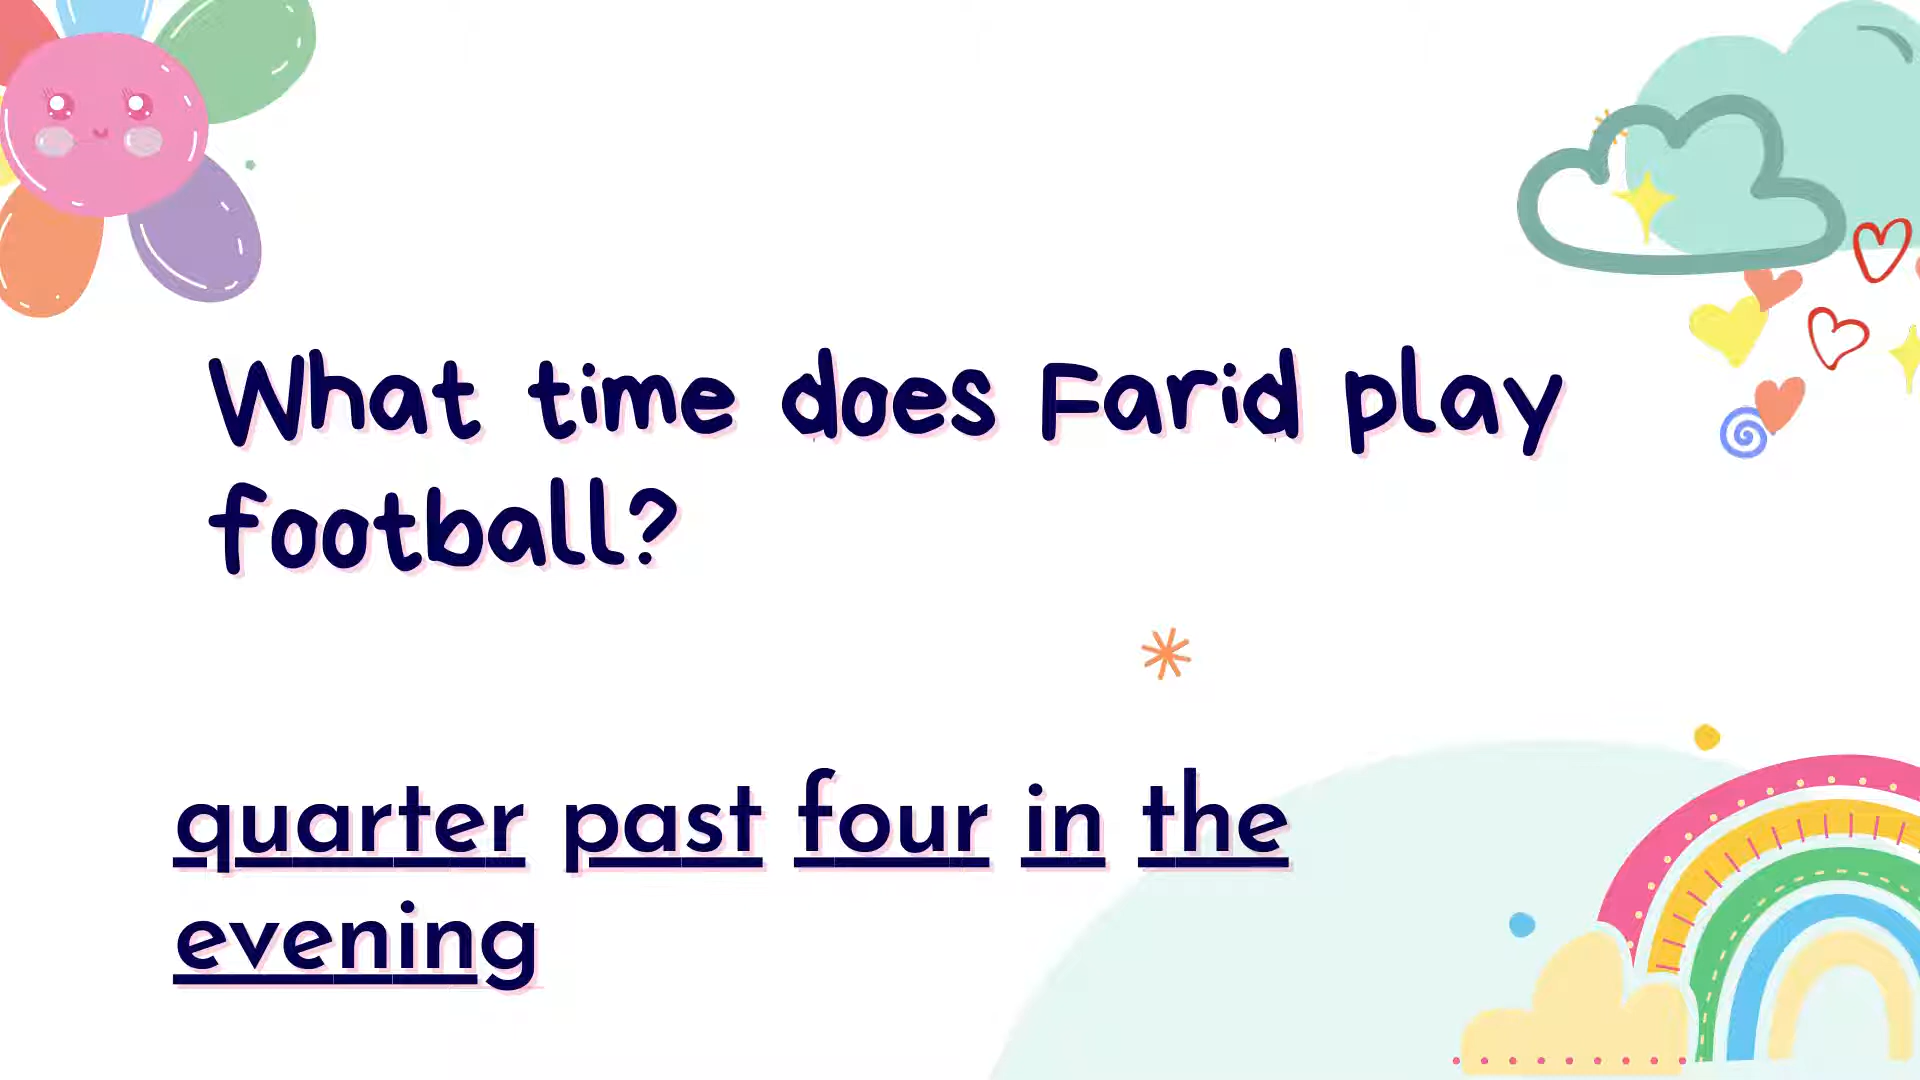 What time does Farid play
football?
quarter past four in the
evening